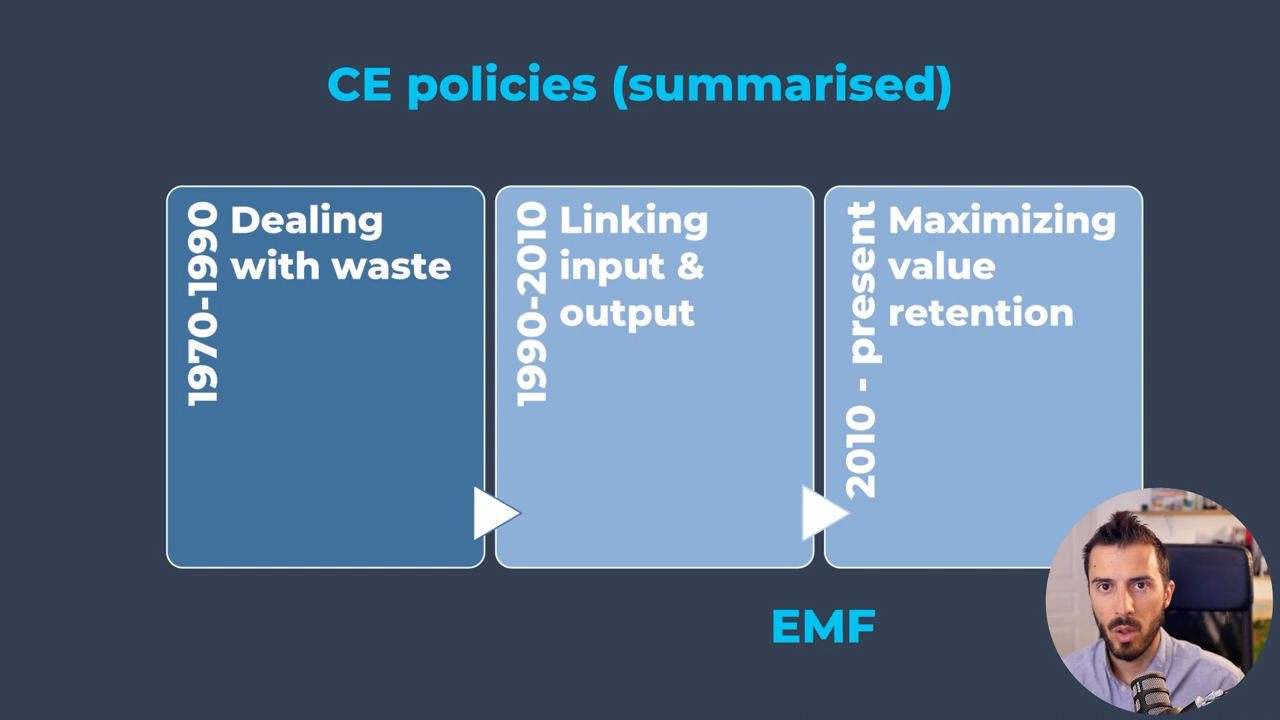 CE policies (summarised)
1970-1990
Dealing
with waste
1990-2010
Linking
input &
output
2010 - present
Maximizing
value
retention
EMF